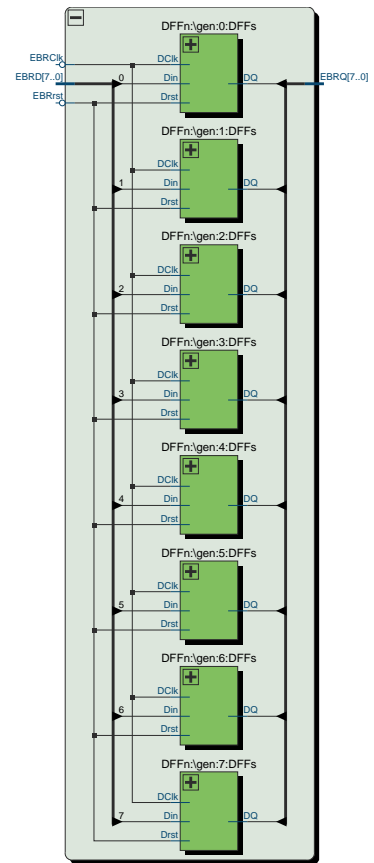 DFFn:\gen:0:DFFs
EBRClk
DClk
EBRD[7..0]
0
Din
DQ
EBRQ[7..0]
EBRrst
Drst
DFFn:\gen:1:DFFs
DClk
1
Din
DQ
Drst
DFFn:\gen:2:DFFs
DClk
2
Din
DQ
Drst
DFFn:\gen:3:DFFs
DClk
3
Din
DQ
Drst
DFFn:\gen:4:DFFs
DClk
4
Din
DQ
Drst
DFFn:\gen:5:DFFs
DClk
5
Din
DQ
Drst
DFFn:\gen:6:DFFs
DClk
6
Din
DQ
Drst
DFFn:\gen:7:DFFs
DClk
7
Din
DQ
Drst